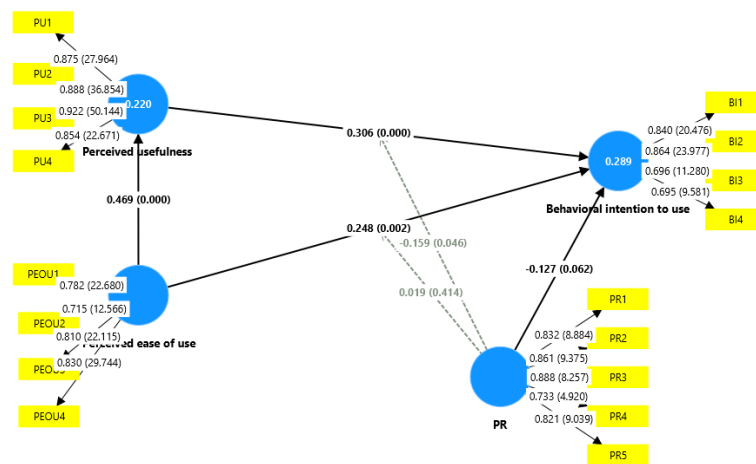 PU1
0.875 (27.964)
PU2
0.888 (36.854)
0.220
0.922 (50.144)
PU3
0.854 (22.671)
PU4
Perceived usefulness
0.306 (0.000)
BI1
0.840 (20.476)
BI2
0.864 (23.977)
0.289
0.696 (11.280)
BI3
0.695 (9.581)
BI4
Behavioral intention to use
0.469 (0.000)
0.248 (0.002)
-0.159 (0.046)
-0.127 (0.062)
0.019 (0.414)
PEOU1
0.782 (22.680)
0.715 (12.566)
PEOU2
0.810 (22.115)
Perceived ease of use
0.830 (29.744)
PEOU4
PR1
0.832 (8.884)
PR2
0.861 (9.375)
0.888 (8.257)
PR3
0.733 (4.920)
PR4
0.821 (9.039)
PR5
PR